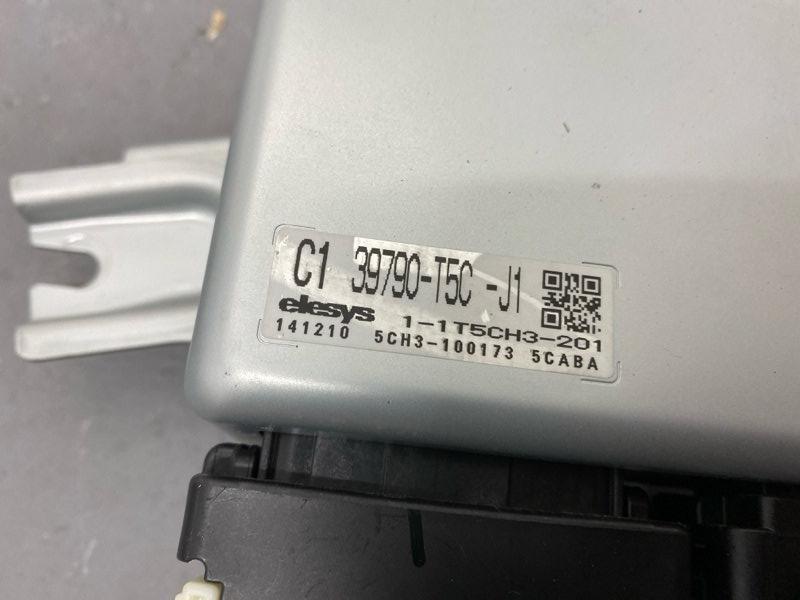 C1 39790-T5C -J1
elesys 1-1T5CH3-201
141210 5CH3-100173 5CABA